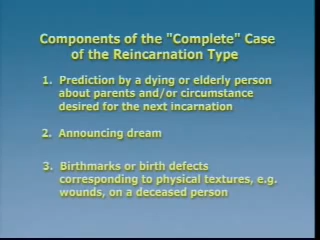 Components of the "Complete" Case
of the Reincarnation Type
1. Prediction by a dying or elderly person
about parents and/or circumstance
desired for the next incarnation
2. Announcing dream
3. Birthmarks or birth defects
corresponding to physical textures, e.g.
wounds, on a deceased person